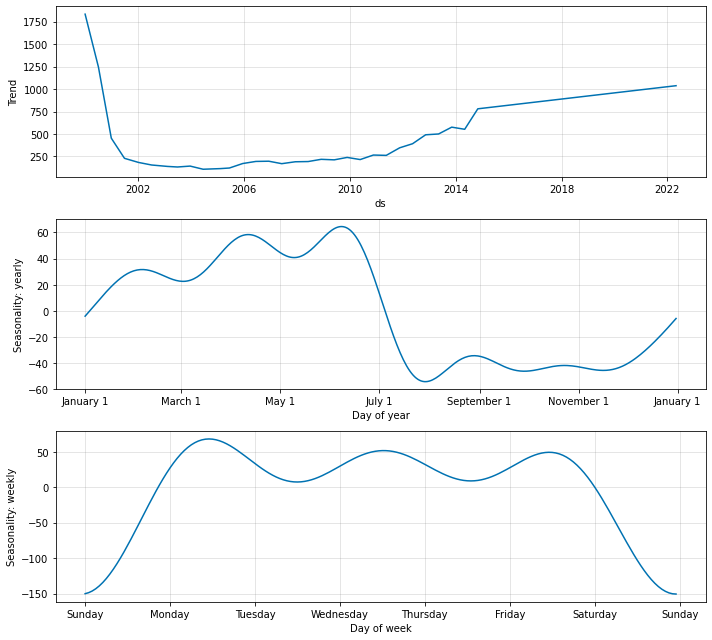 1750
1500
1250
1000
750
500
250
Trend
2002 2006 2010 2014 2018 2022
ds
60
40
20
0
−20
−40
−60
Seasonality: yearly
January 1 March 1 May 1 July 1 September 1 November 1 January 1
Day of year
50
0
−50
−100
−150
Seasonality: weekly
Sunday Monday Tuesday Wednesday Thursday Friday Saturday Sunday
Day of week